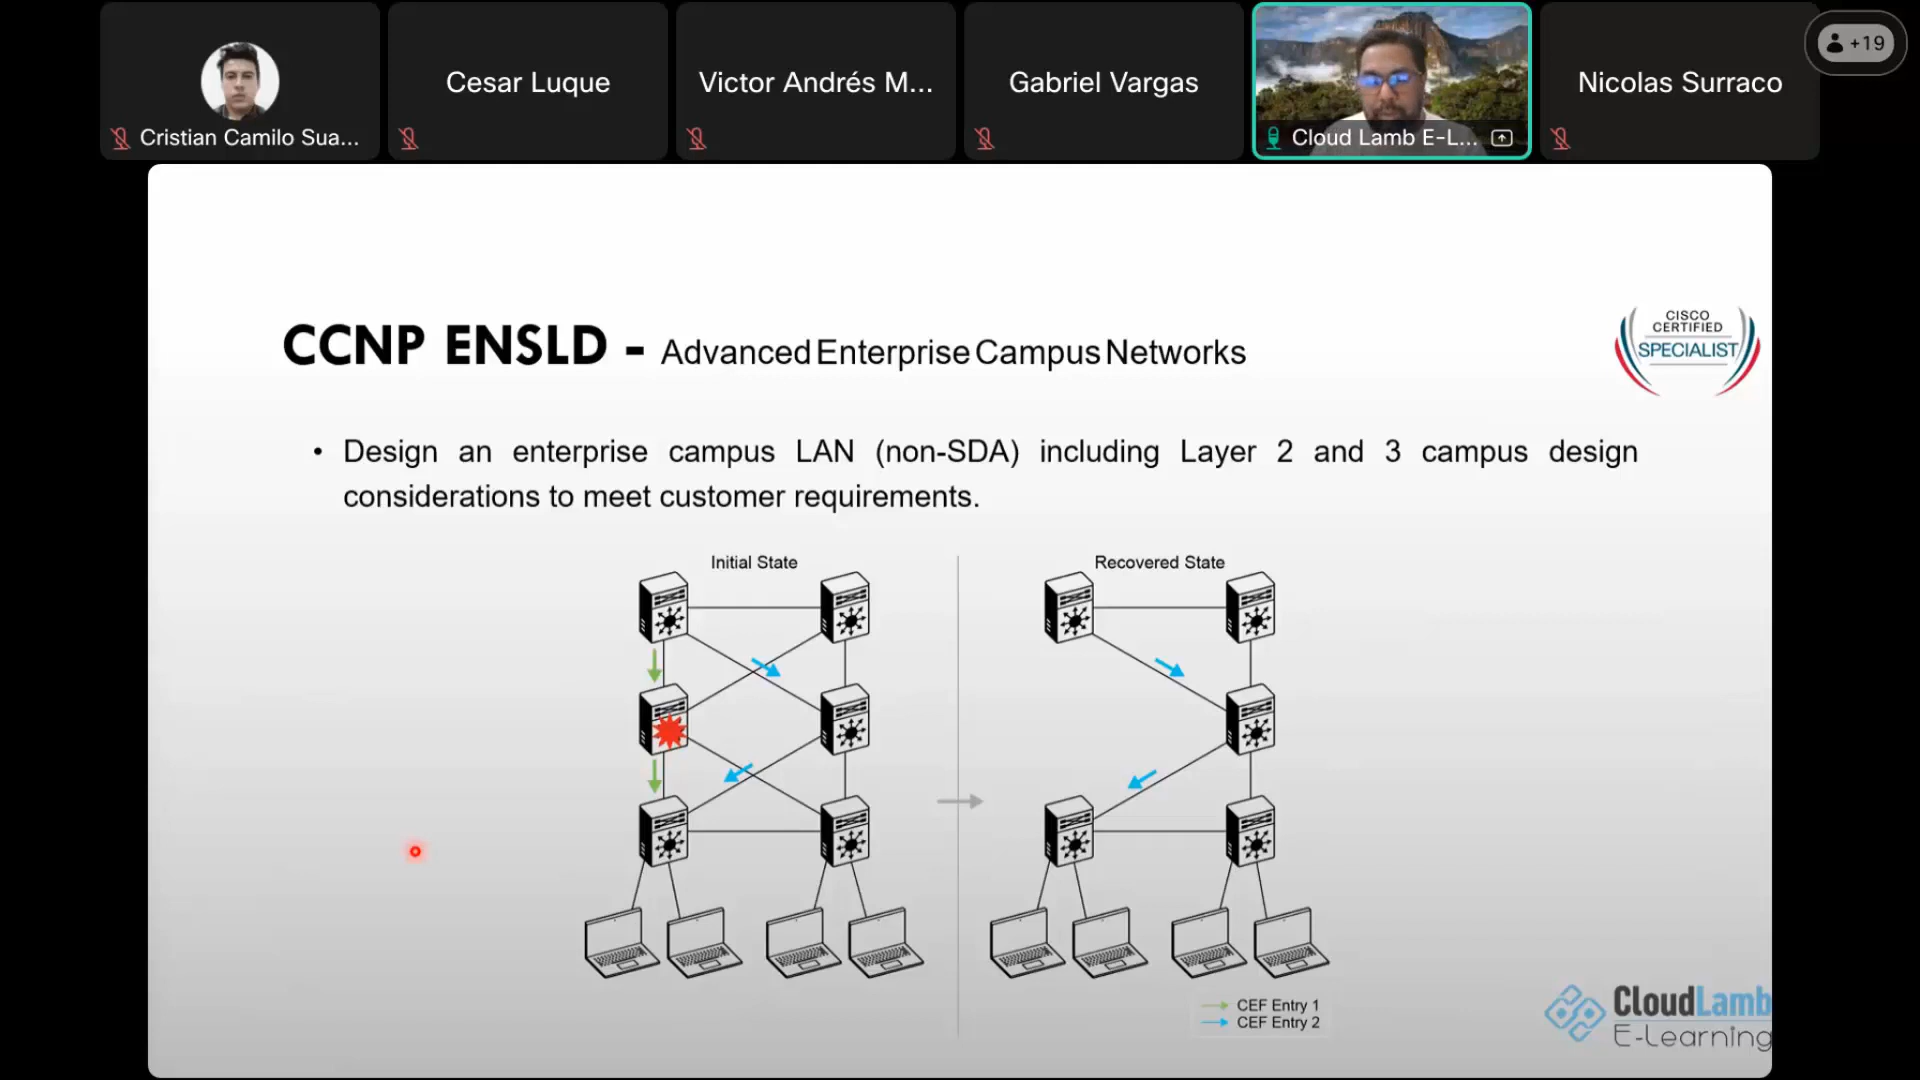 Cristian Camilo Sua...
Cesar Luque
Victor Andrés M...
Gabriel Vargas
Cloud Lamb E-L...
Nicolas Surraco
+19
CCNP ENSLD - Advanced Enterprise Campus Networks
CISCO
CERTIFIED
SPECIALIST
• Design an enterprise campus LAN (non-SDA) including Layer 2 and 3 campus design
considerations to meet customer requirements.
Initial State
Recovered State
CEF Entry 1
CEF Entry 2
CloudLamb
E-Learning